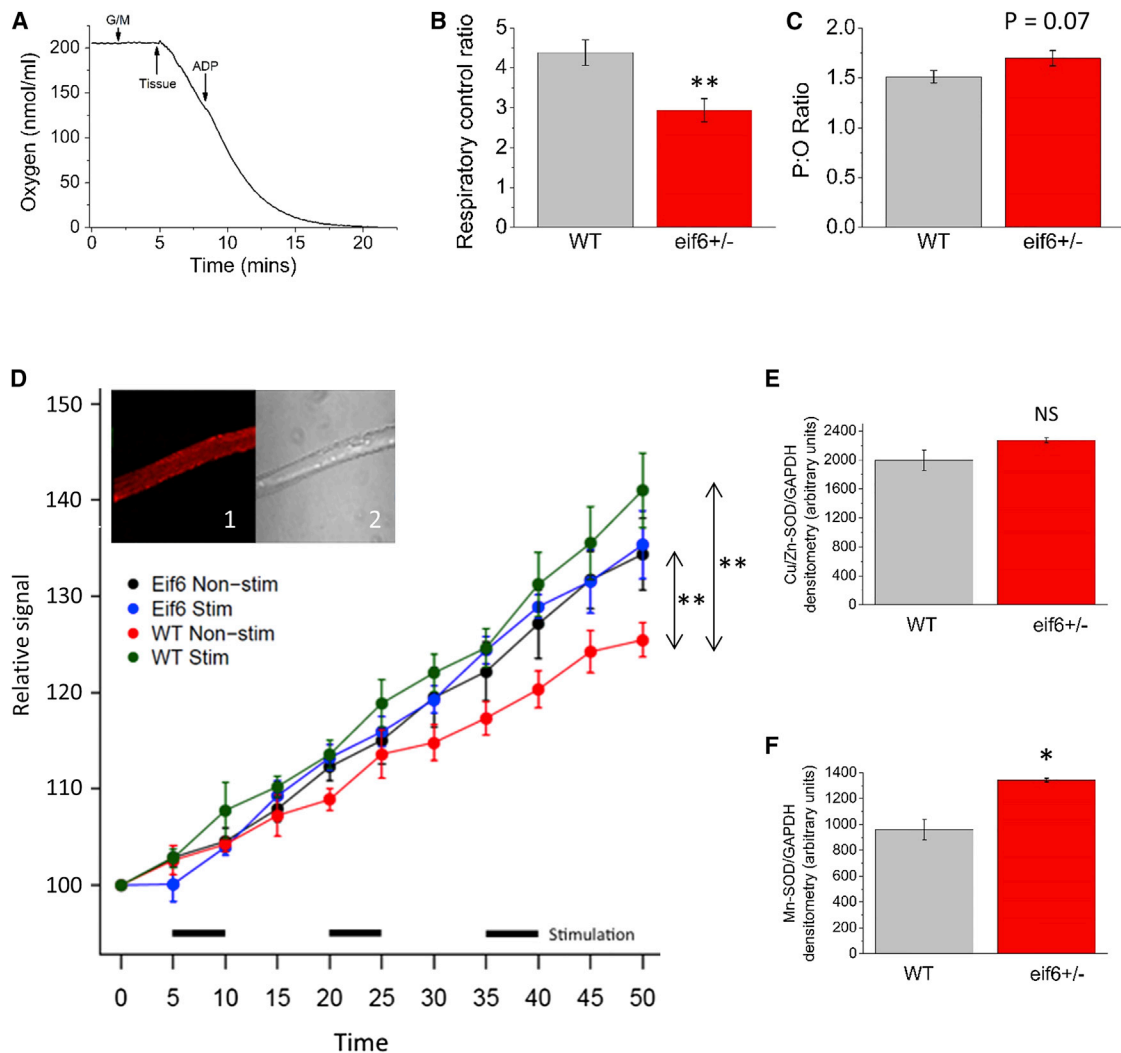 A
G/M
Tissue
ADP
200
150
100
50
0
0 5 10 15 20
Oxygen (nmol/ml)
Time (mins)
B
5
4
3
2
1
0
Respiratory control ratio
**
WT eif6+/-
C
P = 0.07
2.0
1.5
1.0
0.5
0.0
P:O Ratio
WT eif6+/-
D
150
140
130
120
110
100
Relative signal
1 2
Eif6 Non-stim
Eif6 Stim
WT Non-stim
WT Stim
**
**
Stimulation
0 5 10 15 20 25 30 35 40 45 50
Time
E
NS
2400
2000
1600
1200
800
400
0
Cu/Zn-SOD/GAPDH
densitometry (arbitrary units)
WT eif6+/-
F
*
1400
1200
1000
800
600
400
200
0
Mn-SOD/GAPDH
densitometry (arbitrary units)
WT eif6+/-